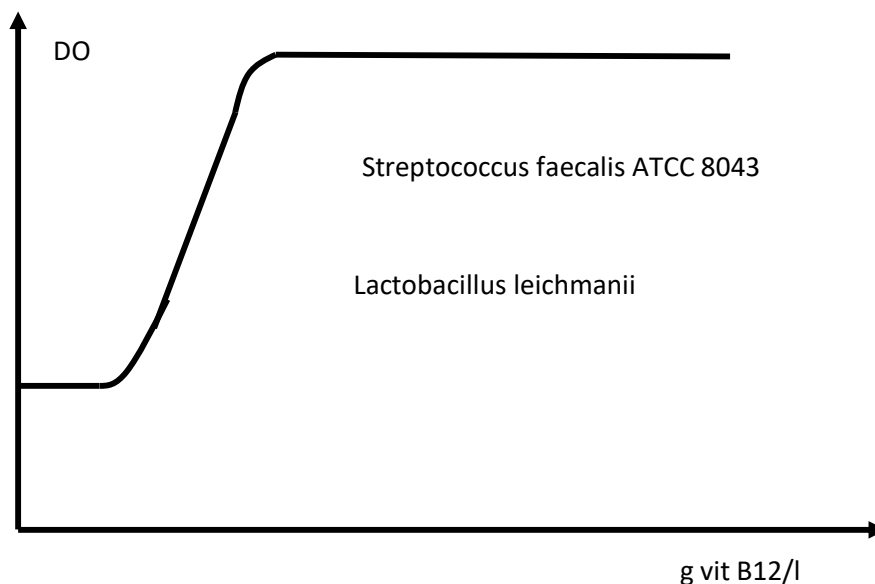 DO
Streptococcus faecalis ATCC 8043
Lactobacillus leichmanii
g vit B12/l